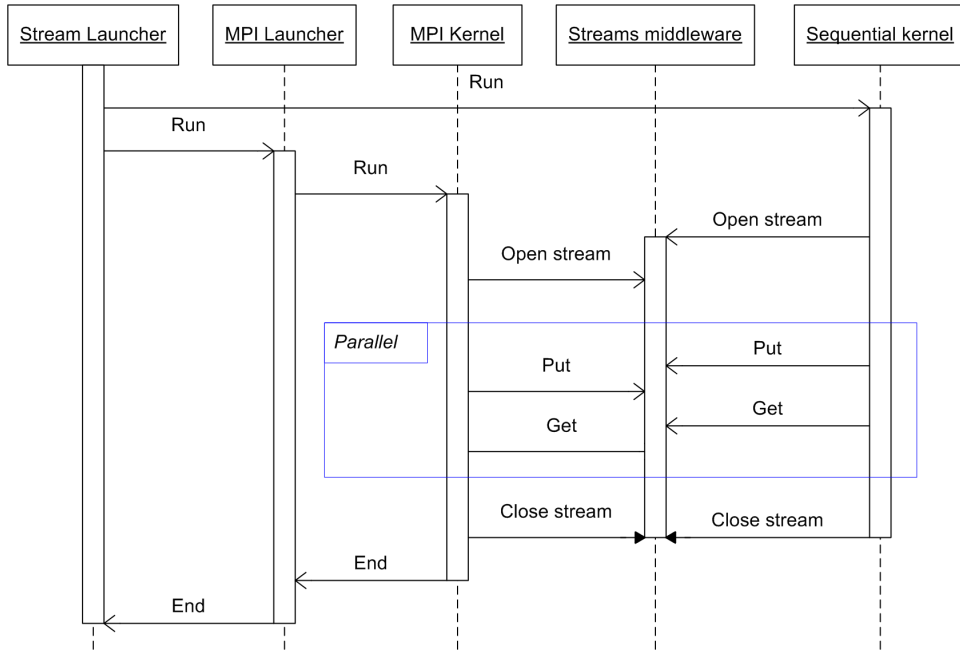 Stream Launcher
MPI Launcher
MPI Kernel
Streams middleware
Sequential kernel
Run
Run
Run
Open stream
Open stream
Parallel
Put
Put
Get
Get
Close stream
Close stream
End
End